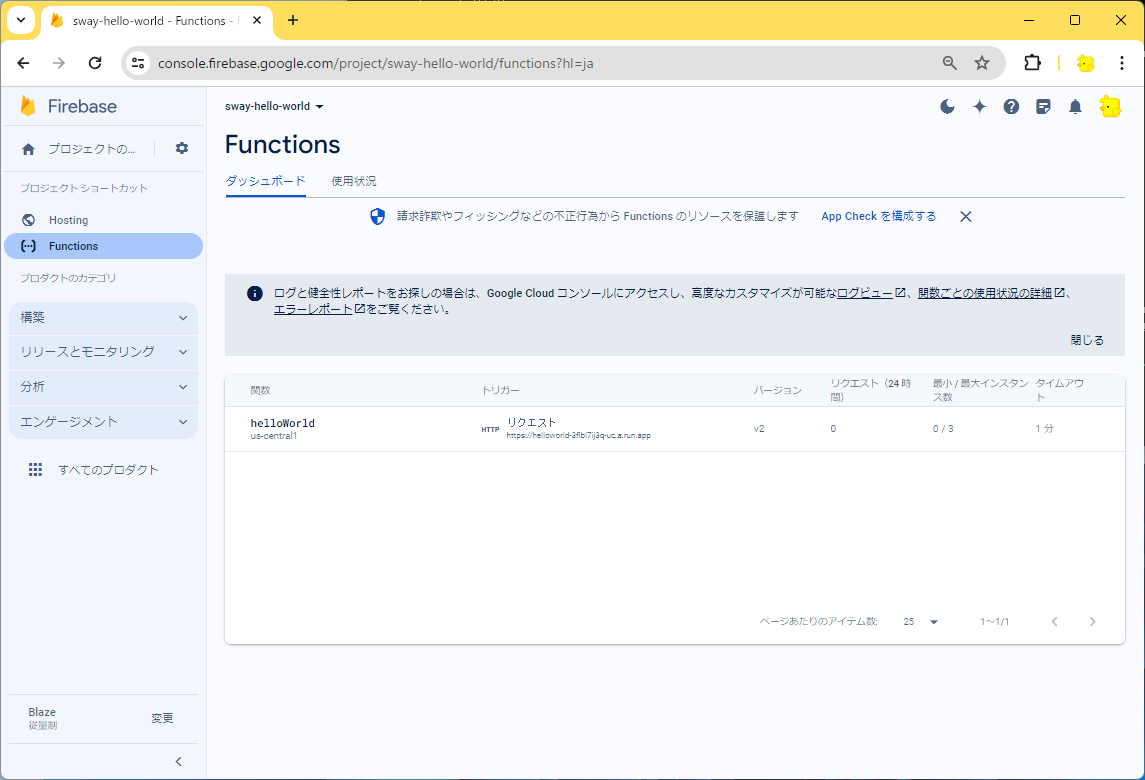 sway-hello-world - Functions -
console.firebase.google.com/project/sway-hello-world/functions?hl=ja
Firebase
sway-hello-world
プロジェクトの...
Functions
プロジェクト ショートカット
ダッシュボード
使用状況
Hosting
請求詐欺やフィッシングなどの不正行為から Functions のリソースを保護します
App Check を構成する
Functions
プロダクトのカテゴリ
ログと健全性レポートをお探しの場合は、Google Cloud コンソールにアクセスし、高度なカスタマイズが可能なログビュー、関数ごとの使用状況の詳細、
エラーレポートをご覧ください。
閉じる
構築
リリースとモニタリング
分析
エンゲージメント
すべてのプロダクト
関数
トリガー
バージョン
リクエスト（24 時
間）
最小 / 最大インスタン
ス数
タイムアウ
ト
helloWorld
us-central1
HTTP
リクエスト
https://helloworld-3flbl7ij3q-uc.a.run.app
v2
0
0 / 3
1 分
ページあたりのアイテム数:
25
1～1/1
Blaze
従量制
変更